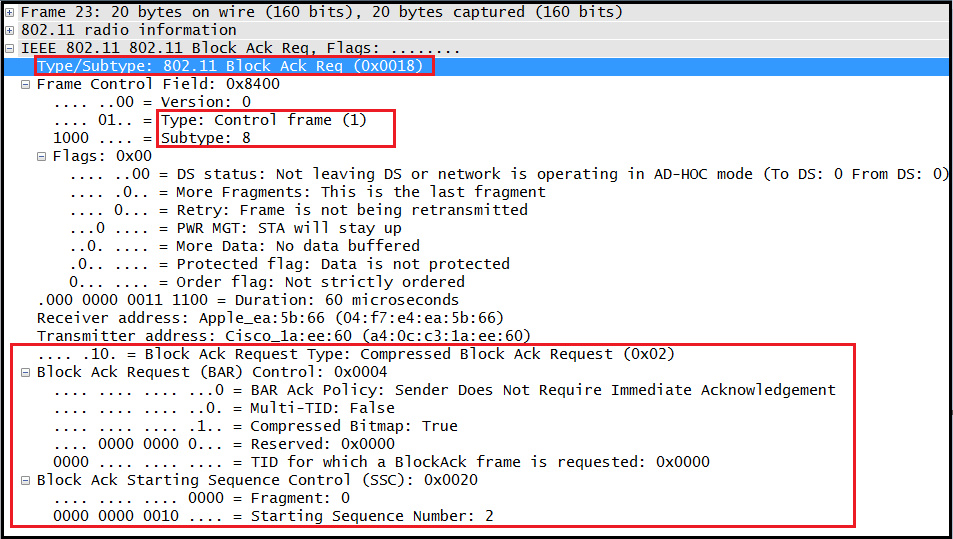 Frame 23: 20 bytes on wire (160 bits), 20 bytes captured (160 bits)
802.11 radio information
IEEE 802.11 802.11 Block Ack Req, Flags: ........
Type/Subtype: 802.11 Block Ack Req (0x0018)
Frame Control Field: 0x8400
.... ..00 = Version: 0
.... 01.. = Type: Control frame (1)
1000 .... = Subtype: 8
Flags: 0x00
.... ..00 = DS status: Not leaving DS or network is operating in AD-HOC mode (To DS: 0 From DS: 0)
.... .0.. = More Fragments: This is the last fragment
.... 0... = Retry: Frame is not being retransmitted
...0 .... = PWR MGT: STA will stay up
..0. .... = More Data: No data buffered
.0.. .... = Protected flag: Data is not protected
0... .... = Order flag: Not strictly ordered
.000 0000 0011 1100 = Duration: 60 microseconds
Receiver address: Apple_ea:5b:66 (04:f7:e4:ea:5b:66)
Transmitter address: Cisco_1a:ee:60 (a4:0c:c3:1a:ee:60)
.... .10. = Block Ack Request Type: Compressed Block Ack Request (0x02)
Block Ack Request (BAR) Control: 0x0004
.... .... .... ...0 = BAR Ack Policy: Sender Does Not Require Immediate Acknowledgement
.... .... .... ..0. = Multi-TID: False
.... .... .... .1.. = Compressed Bitmap: True
.... 0000 0000 0... = Reserved: 0x0000
0000 .... .... .... = TID for which a BlockAck frame is requested: 0x0000
Block Ack Starting Sequence Control (SSC): 0x0020
.... .... .... 0000 = Fragment: 0
0000 0000 0010 .... = Starting Sequence Number: 2